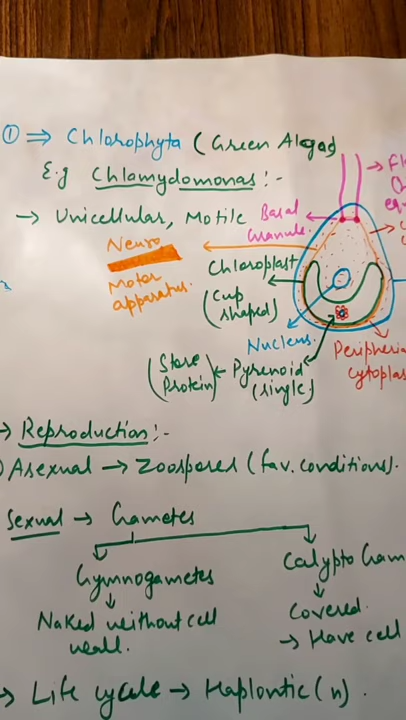 ① ⇒ Chlorophyta (Green Algae)
E.g Chlamydomonas :-
→ Unicellular, Motile
Basal
Granule
Neuro
Motor
apparatus.
Chloroplast
(Cup
shaped)
Nucleus
Pyrenoid
(single)
(Store
Protein)
Peripheral
cytoplas
→ Reproduction :-
Asexual → Zoospores (fav. conditions).
Sexual → Gametes
Gymnogametes
↓
Naked without cell
wall.
Calypto Gam
↓
Covered.
→ Have cell
→ Life cycle → Haplontic (n).